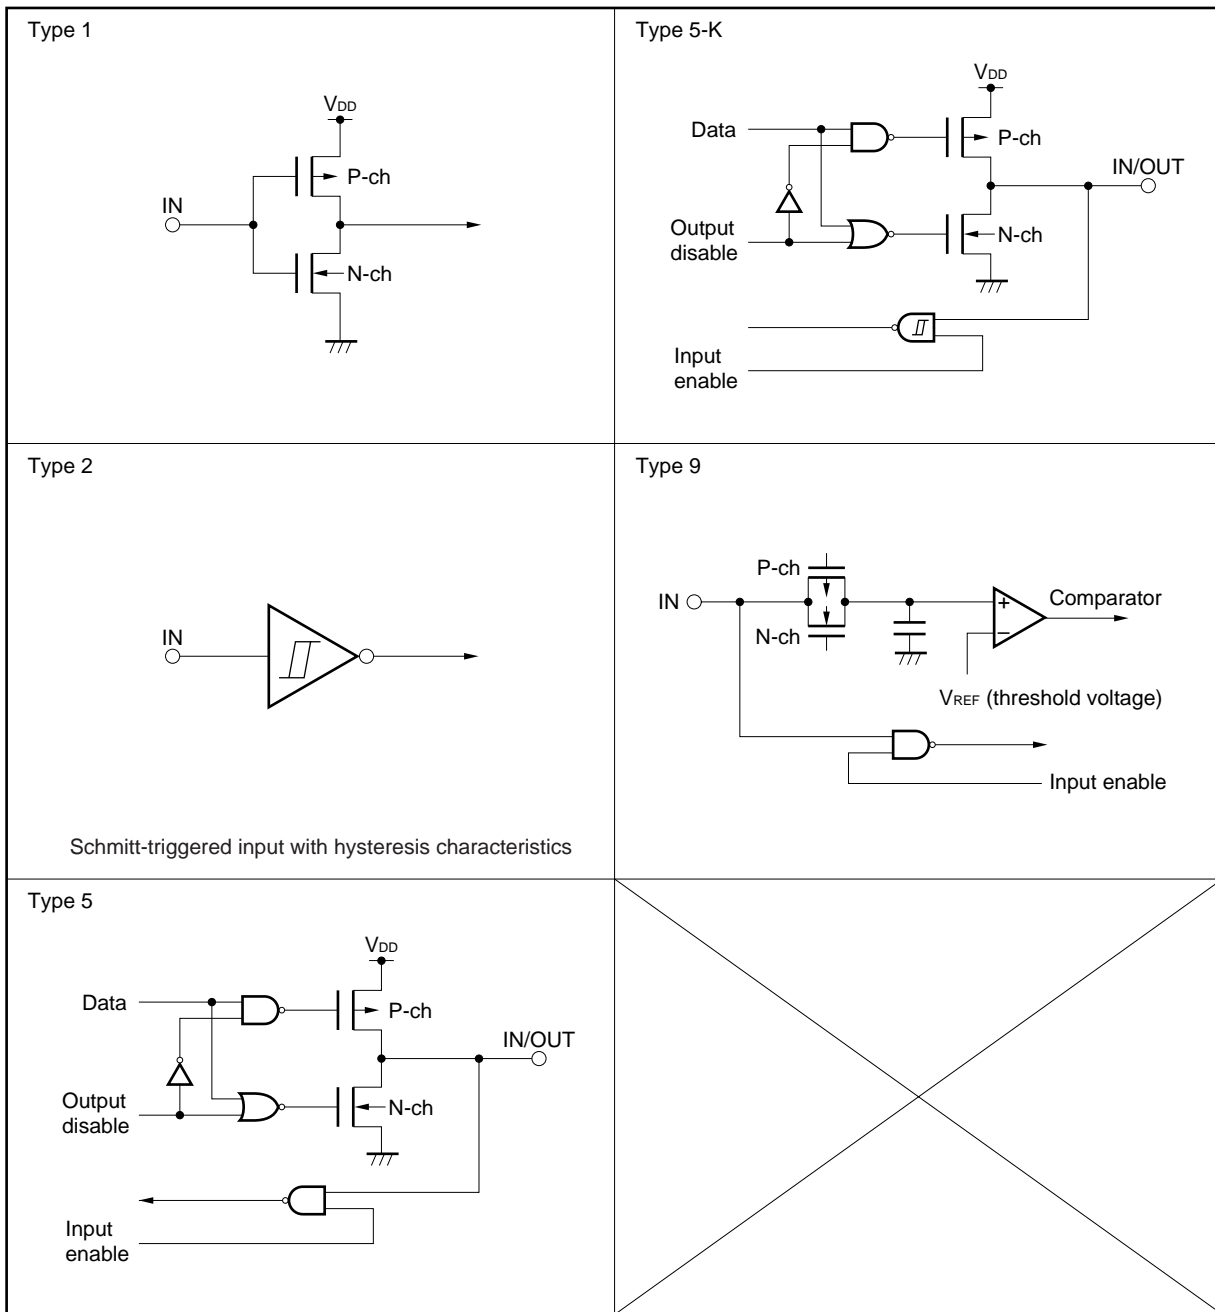 Type 1
VDD
P-ch
IN
N-ch
Type 5-K
VDD
Data
P-ch
IN/OUT
Output
disable
N-ch
Input
enable
Type 2
IN
Schmitt-triggered input with hysteresis characteristics
Type 9
P-ch
IN
Comparator
N-ch
VREF (threshold voltage)
Input enable
Type 5
VDD
Data
P-ch
IN/OUT
Output
disable
N-ch
Input
enable